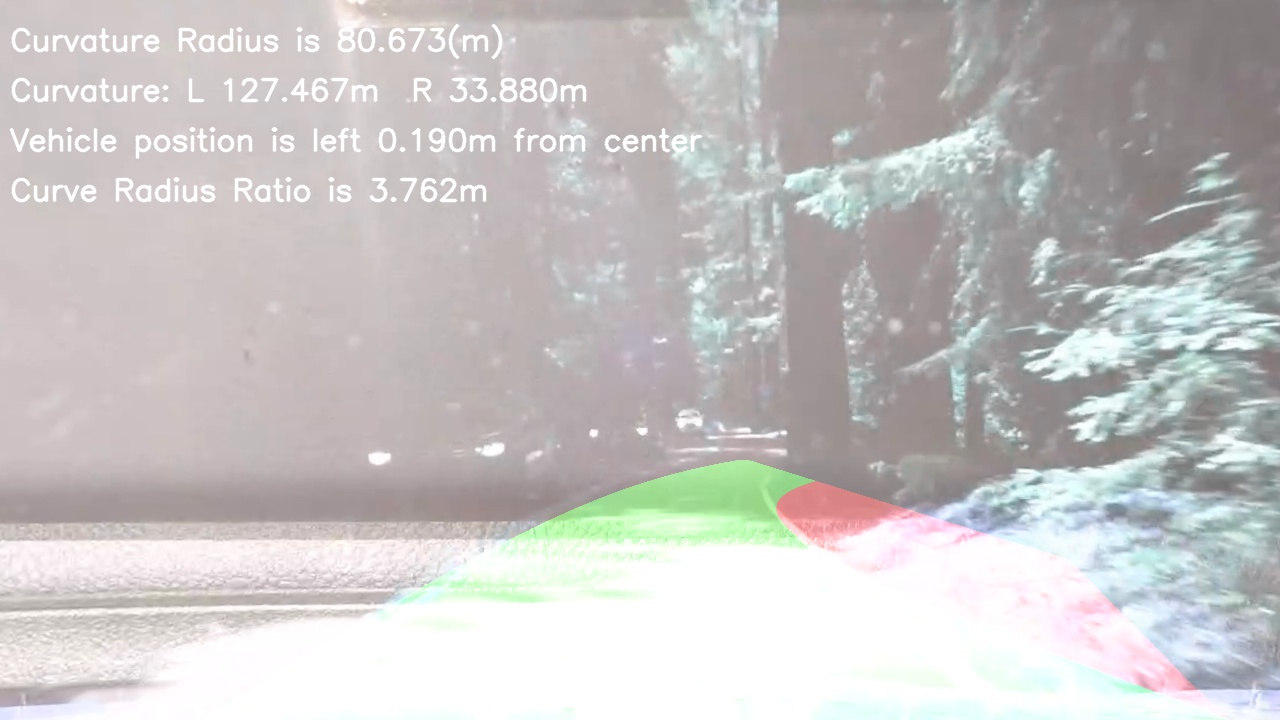 Curvature Radius is 80.673(m)
Curvature: L 127.467m R 33.880m
Vehicle position is left 0.190m from center
Curve Radius Ratio is 3.762m